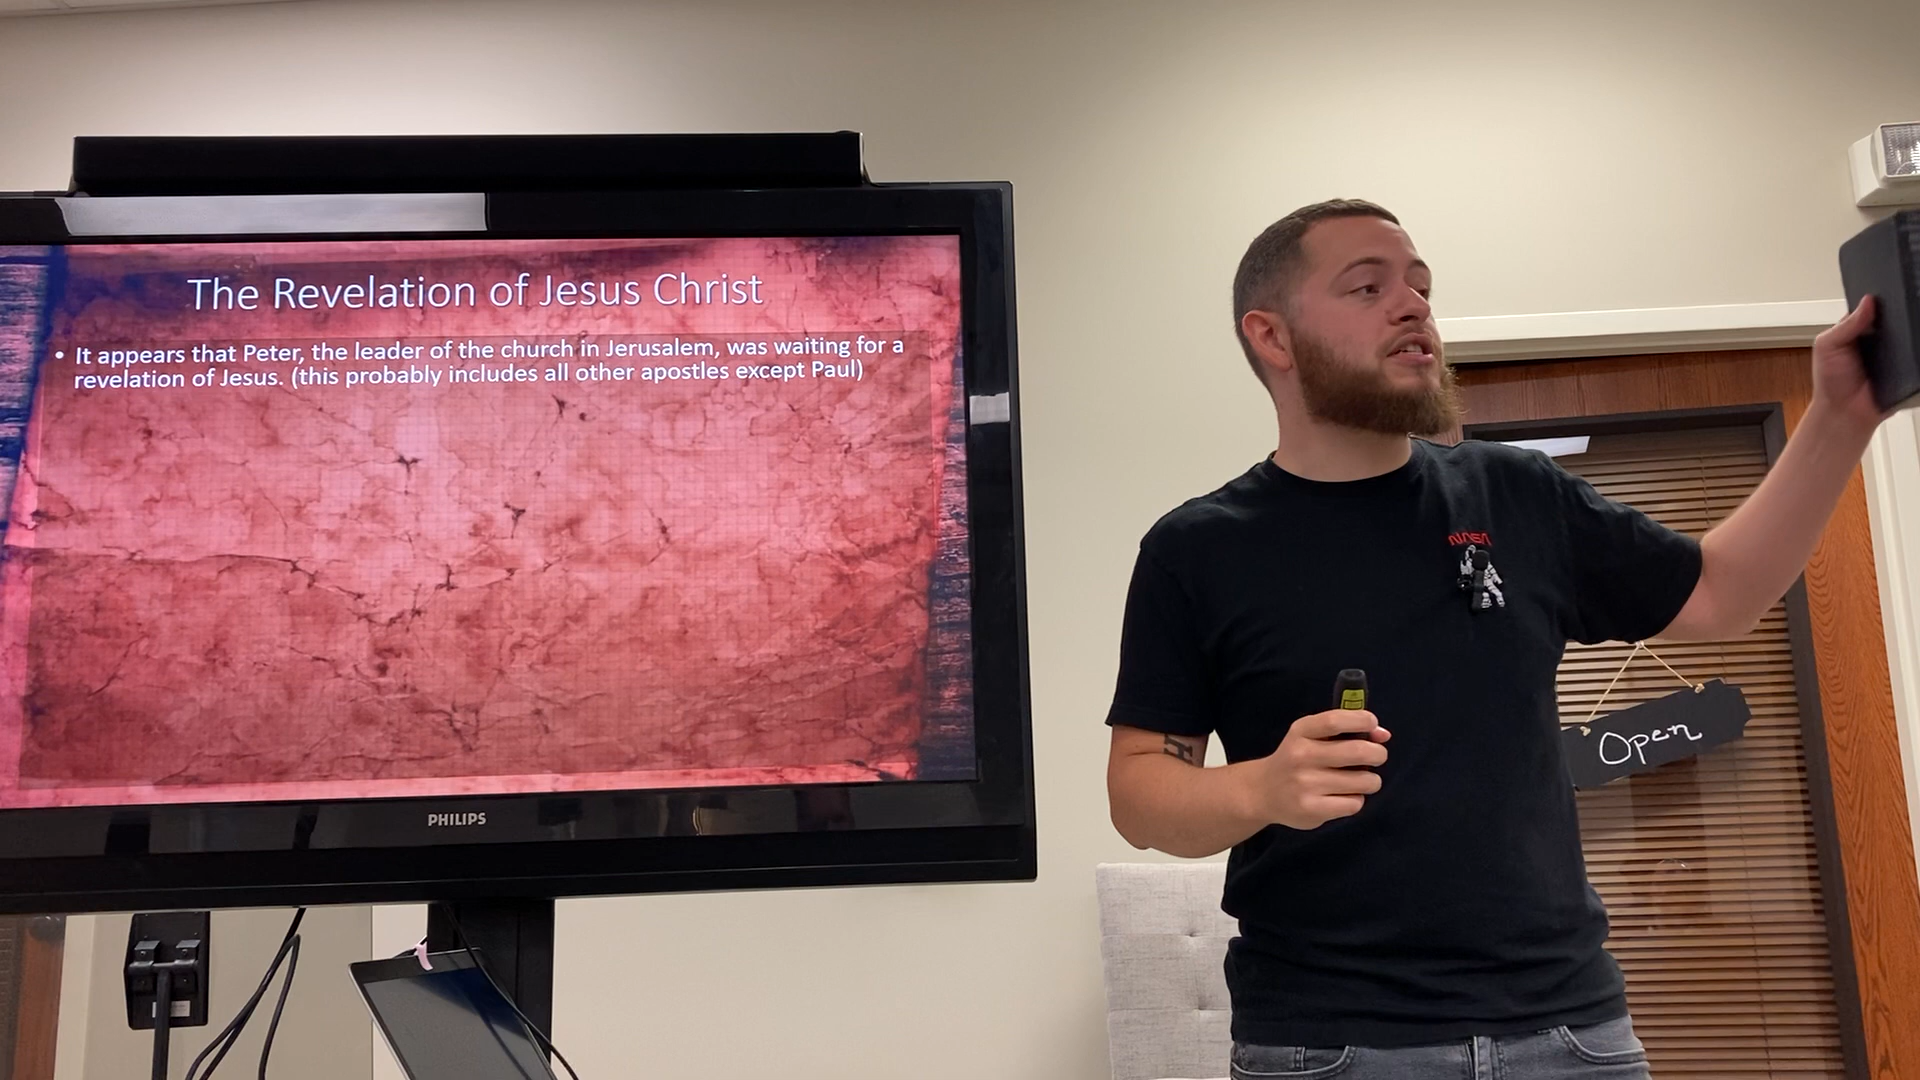 The Revelation of Jesus Christ
• It appears that Peter, the leader of the church in Jerusalem, was waiting for a
revelation of Jesus. (this probably includes all other apostles except Paul)
PHILIPS
NASA
Open